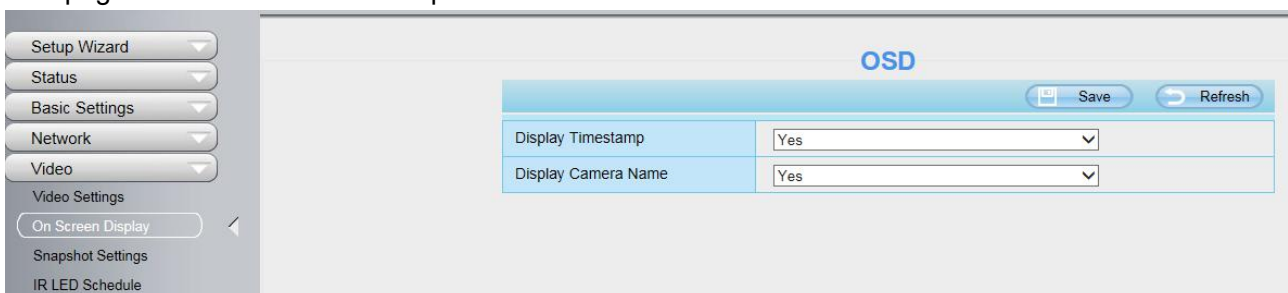 Setup Wizard
Status
Basic Settings
Network
Video
Video Settings
On Screen Display
Snapshot Settings
IR LED Schedule
OSD
Save Refresh
Display Timestamp Yes
Display Camera Name Yes